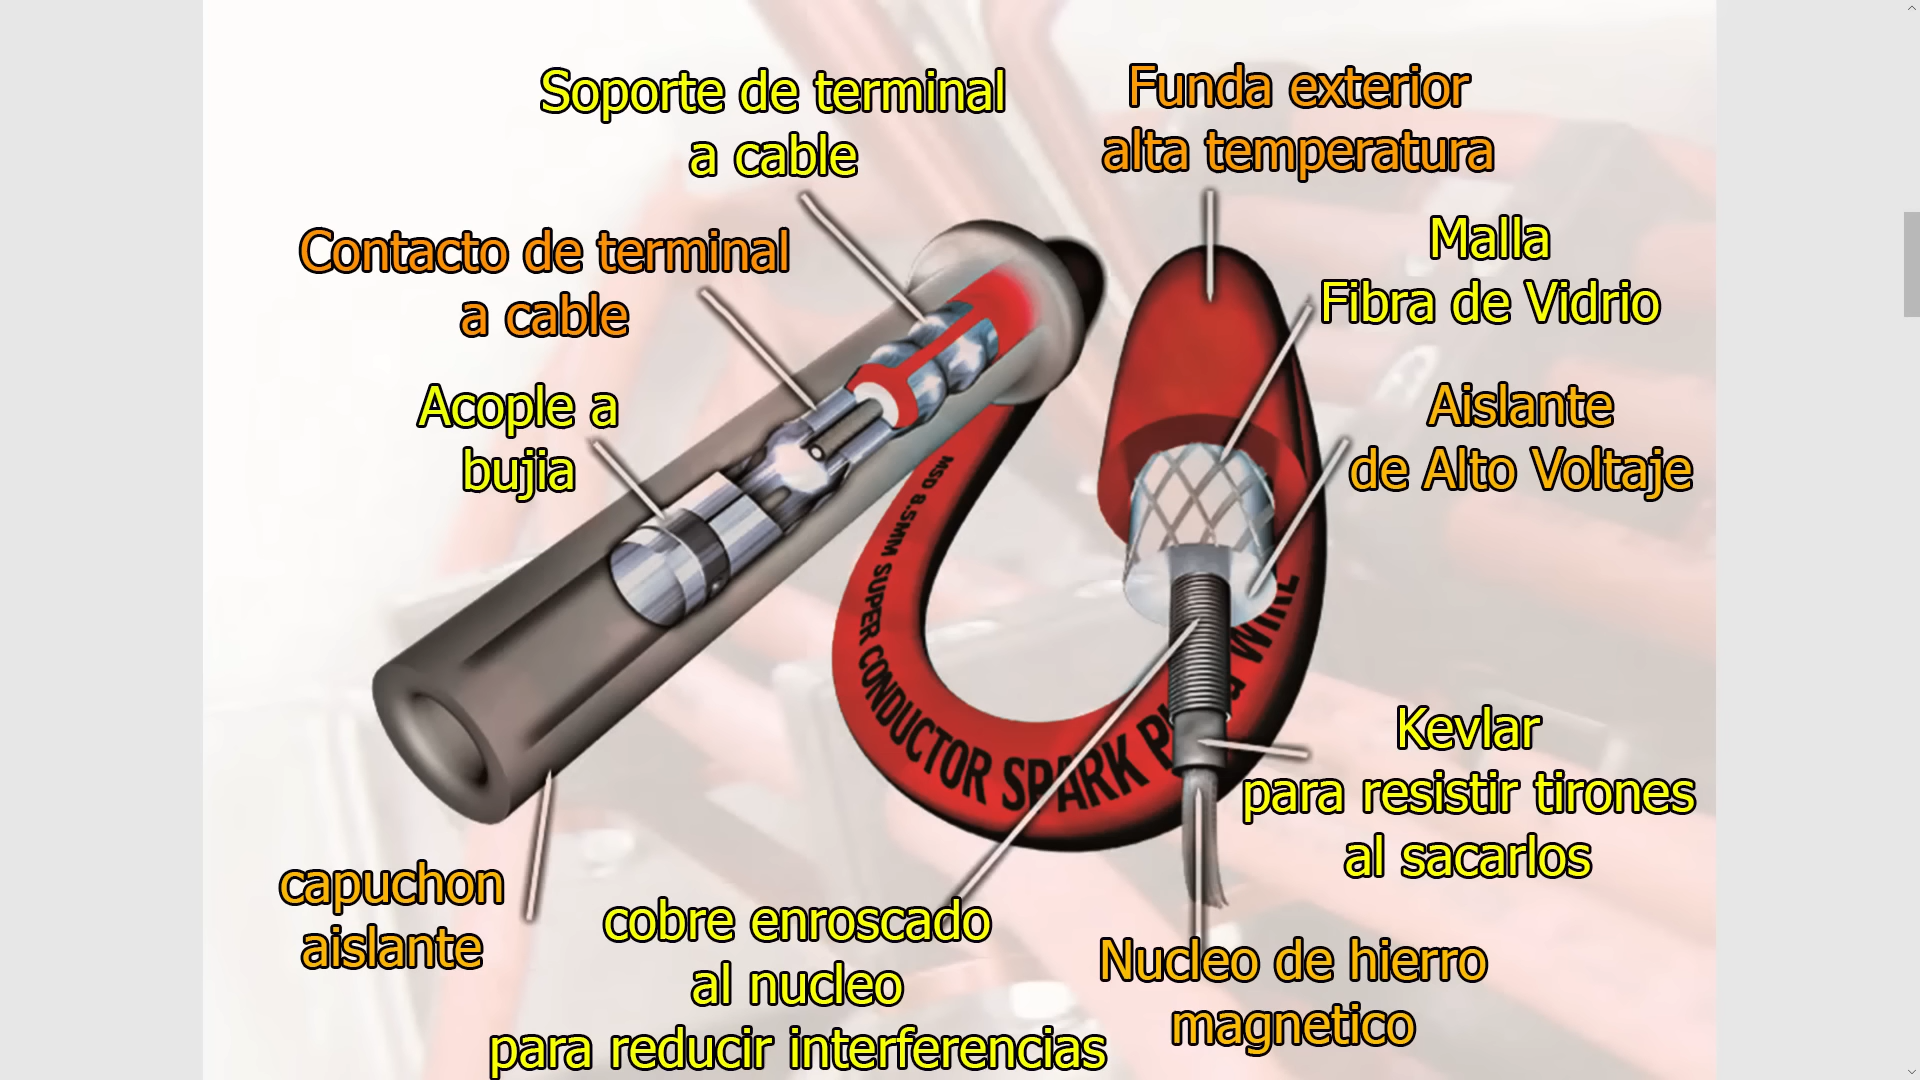 Soporte de terminal
a cable
Funda exterior
alta temperatura
Contacto de terminal
a cable
Malla
Fibra de Vidrio
Acople a
bujia
Aislante
de Alto Voltaje
MSD 8.5MM SUPER CONDUCTOR SPARK WIRE
Kevlar
para resistir tirones
al sacarlos
capuchon
aislante
cobre enroscado
al nucleo
para reducir interferencias
Nucleo de hierro
magnetico